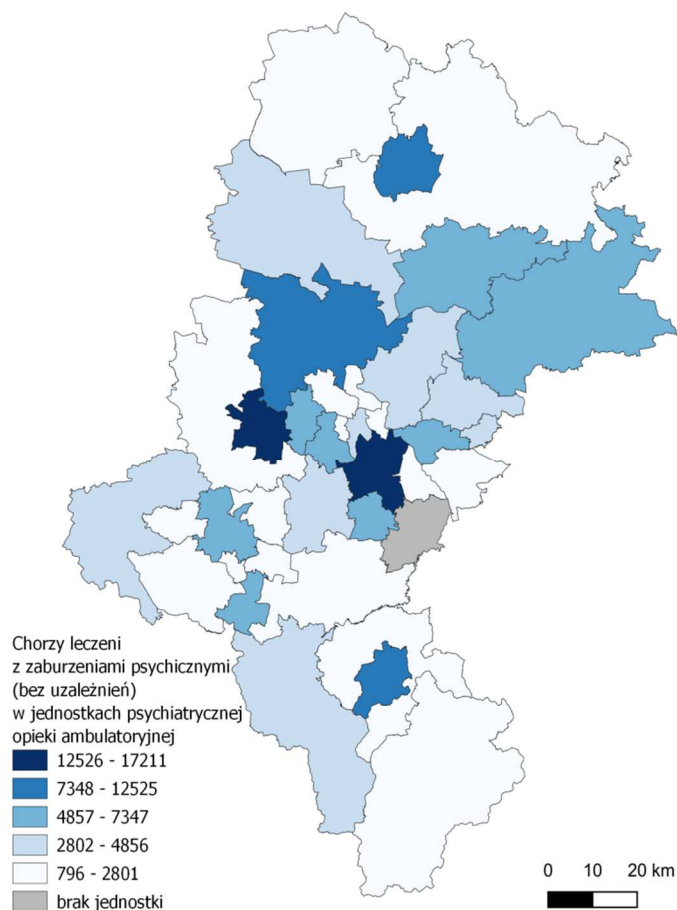 Chorzy leczeni
z zaburzeniami psychicznymi
(bez uzależnień)
w jednostkach psychiatrycznej
opieki ambulatoryjnej
12526 - 17211
7348 - 12525
4857 - 7347
2802 - 4856
796 - 2801
brak jednostki
0 10 20 km